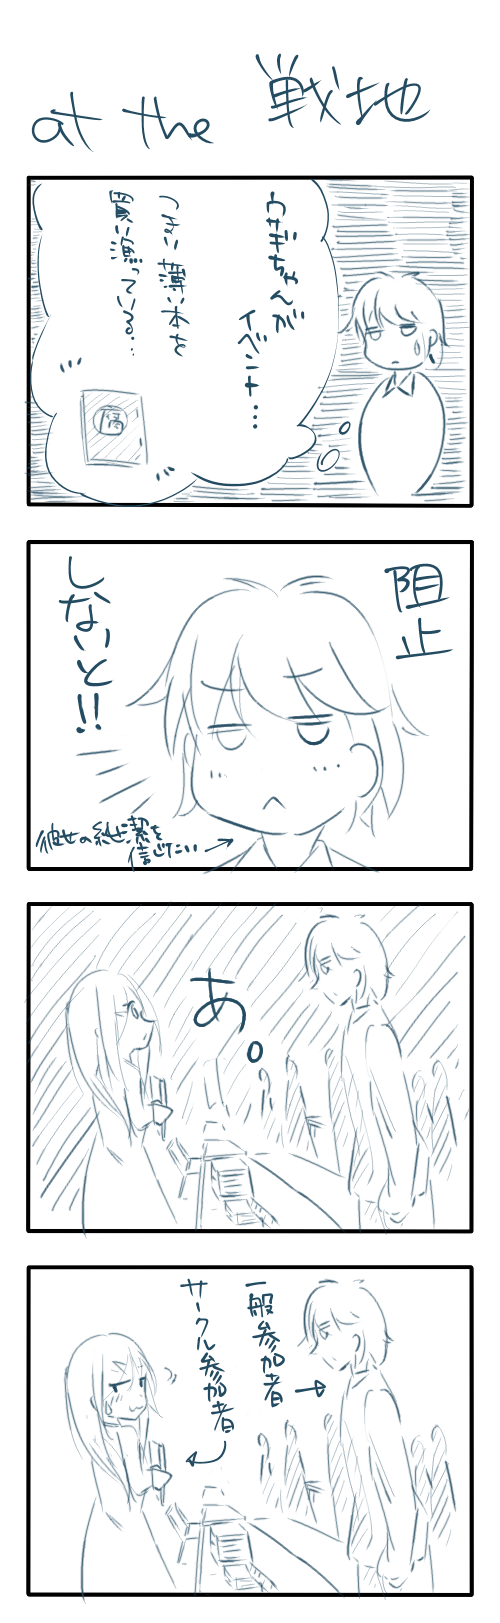 at the 戦地
ウサギちゃんが
イベント…
つまり薄い本を
買い漁っている…
阻止
しないと!!
彼女の純潔を
信じたい
あ。
一般参加者
サークル参加者